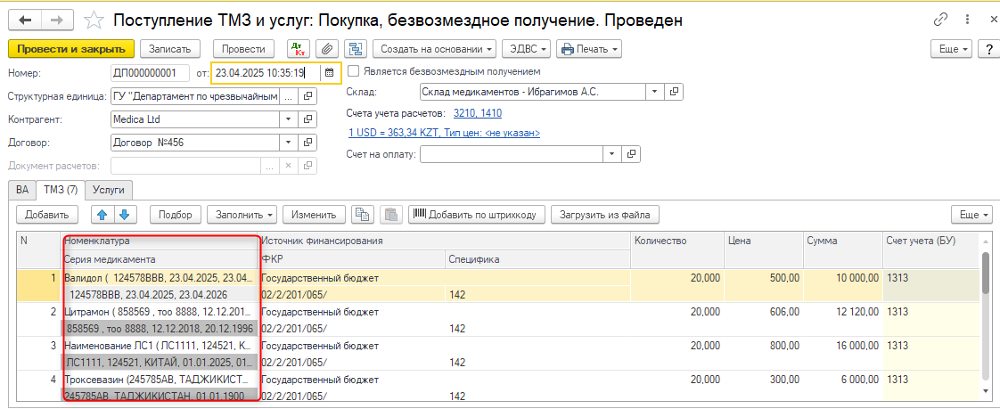 Поступление ТМЗ и услуг: Покупка, безвозмездное получение. Проведен
Провести и закрыть Записать Провести Дт Кт Создать на основании ЭДВС Печать Еще ?
Номер: ДП000000001 от: 23.04.2025 10:35:19 Является безвозмездным получением
Структурная единица: ГУ "Департамент по чрезвычайным ... Склад: Склад медикаментов - Ибрагимов А.С.
Контрагент: Medica Ltd Счета учета расчетов: 3210, 1410
Договор: Договор №456 1 USD = 363,34 KZT, Тип цен: <не указан>
Документ расчетов: ... Счет на оплату:
ВА ТМЗ (7) Услуги
Добавить Подбор Заполнить Изменить Добавить по штрихкоду Загрузить из файла Еще
N Номенклатура Источник финансирования Количество Цена Сумма Счет учета (БУ)
Серия медикамента ФКР Специфика
1 Валидол ( 124578ВВВ, 23.04.2025, 23.04... Государственный бюджет 20,000 500,00 10 000,00 1313
124578ВВВ, 23.04.2025, 23.04.2026 02/2/201/065/ 142
2 Цитрамон ( 858569 , тоо 8888, 12.12.201... Государственный бюджет 20,000 606,00 12 120,00 1313
858569 , тоо 8888, 12.12.2018, 20.12.1996 02/2/201/065/ 142
3 Наименование ЛС1 ( ЛС1111, 124521, К... Государственный бюджет 20,000 800,00 16 000,00 1313
ЛС1111, 124521, КИТАЙ, 01.01.2025, 01... 02/2/201/065/ 142
4 Троксевазин (245785АВ, ТАДЖИКИСТ... Государственный бюджет 20,000 300,00 6 000,00 1313
245785АВ, ТАДЖИКИСТАН, 01.01.1900 02/2/201/065/ 142